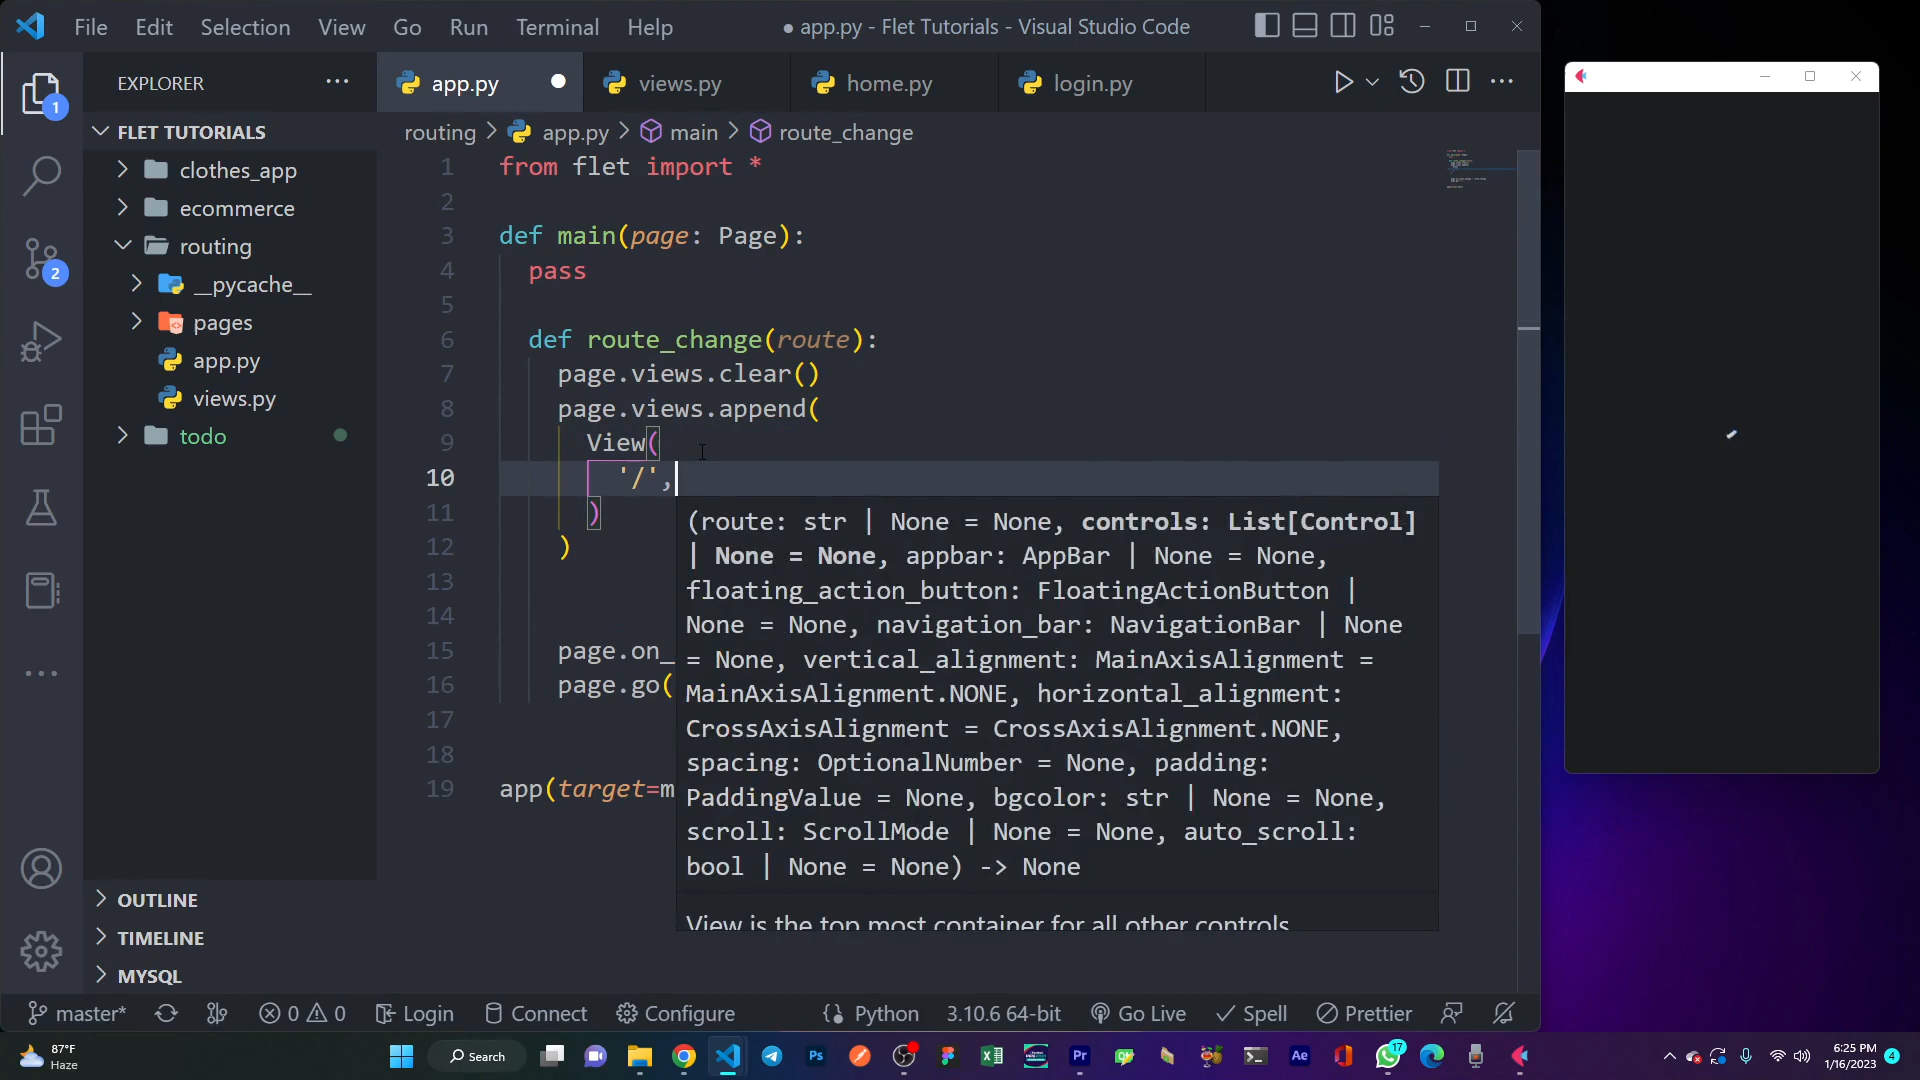 File Edit Selection View Go Run Terminal Help
● app.py - Flet Tutorials - Visual Studio Code
EXPLORER
app.py
views.py
home.py
login.py
FLET TUTORIALS
routing > app.py > main > route_change
clothes_app
ecommerce
routing
__pycache__
pages
app.py
views.py
todo
1 from flet import *
2
3 def main(page: Page):
4 pass
5
6 def route_change(route):
7 page.views.clear()
8 page.views.append(
9 View(
10 '/',
11 )
12 )
13
14
15 page.on_
16 page.go(
17
18
19 app(target=m
(route: str | None = None, controls: List[Control]
| None = None, appbar: AppBar | None = None,
floating_action_button: FloatingActionButton |
None = None, navigation_bar: NavigationBar | None
= None, vertical_alignment: MainAxisAlignment =
MainAxisAlignment.NONE, horizontal_alignment:
CrossAxisAlignment = CrossAxisAlignment.NONE,
spacing: OptionalNumber = None, padding:
PaddingValue = None, bgcolor: str | None = None,
scroll: ScrollMode | None = None, auto_scroll:
bool | None = None) -> None
View is the top most container for all other controls
OUTLINE
TIMELINE
MYSQL
1
2
master* 0 0 Login Connect Configure Python 3.10.6 64-bit Go Live Spell Prettier
87°F
Haze
Search
Ps
Pr
Ae
17
6:25 PM
1/16/2023
4